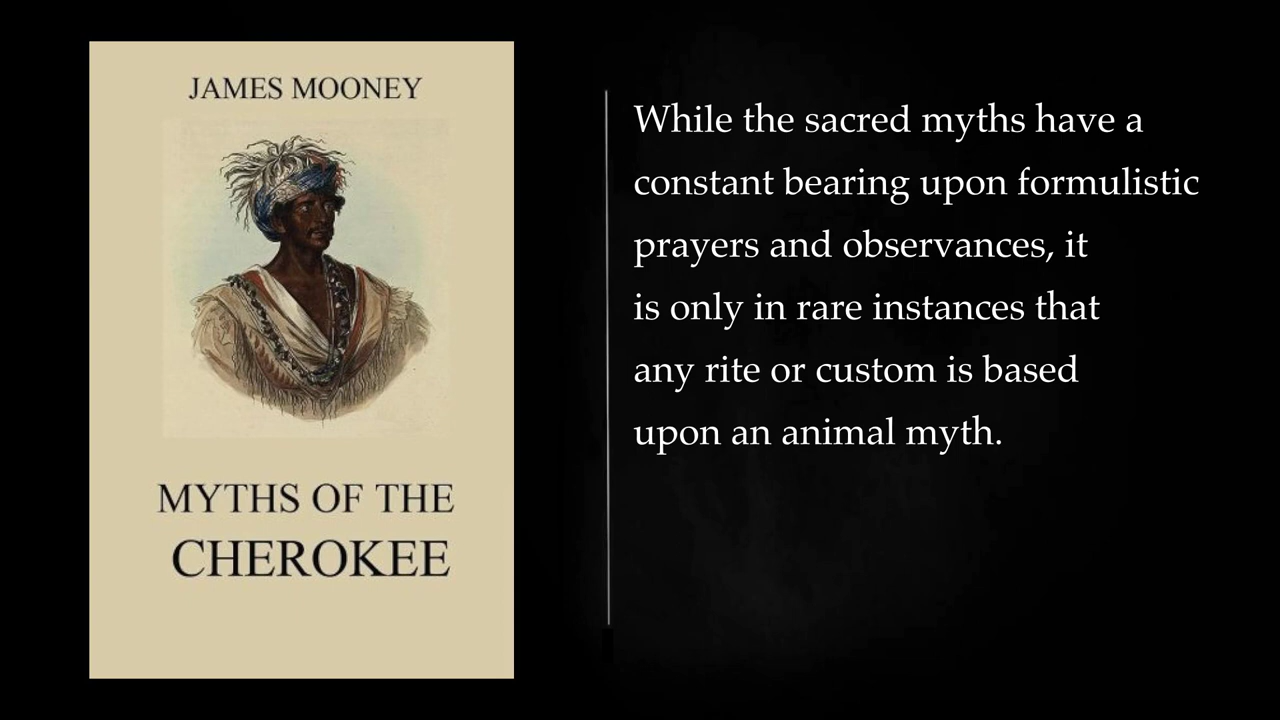 JAMES MOONEY
MYTHS OF THE
CHEROKEE
While the sacred myths have a
constant bearing upon formulistic
prayers and observances, it
is only in rare instances that
any rite or custom is based
upon an animal myth.